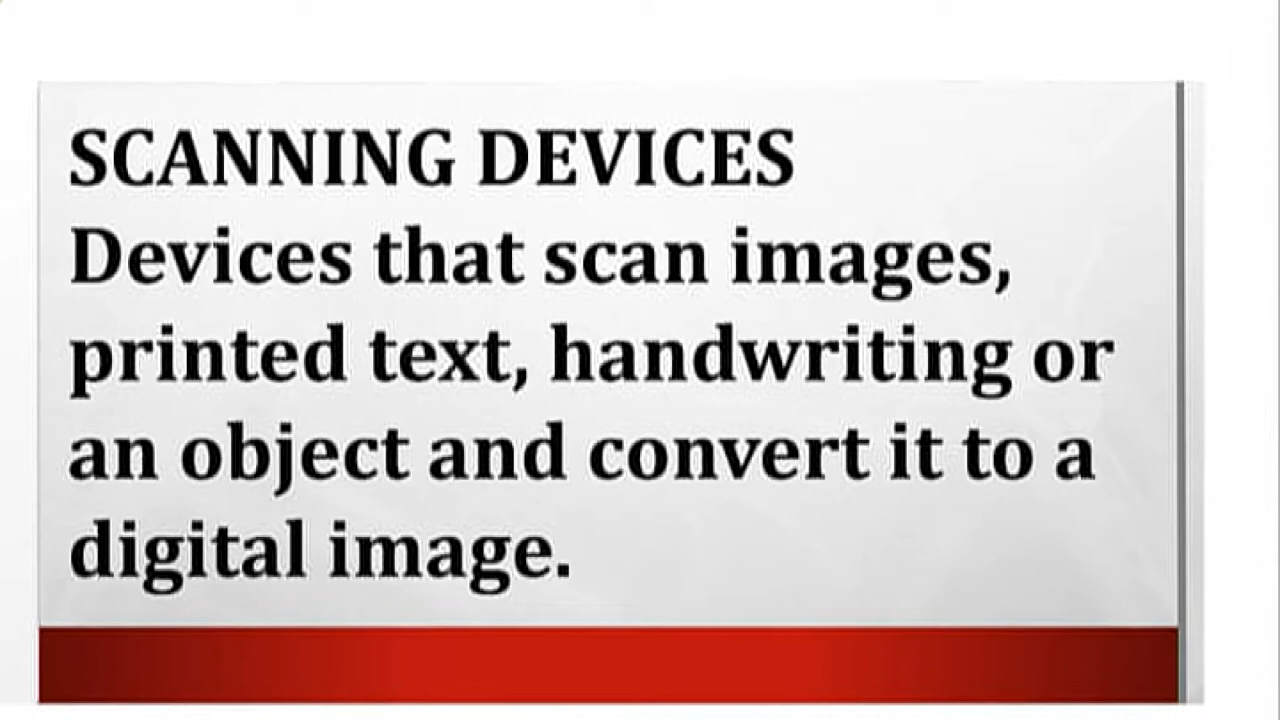 SCANNING DEVICES
Devices that scan images,
printed text, handwriting or
an object and convert it to a
digital image.